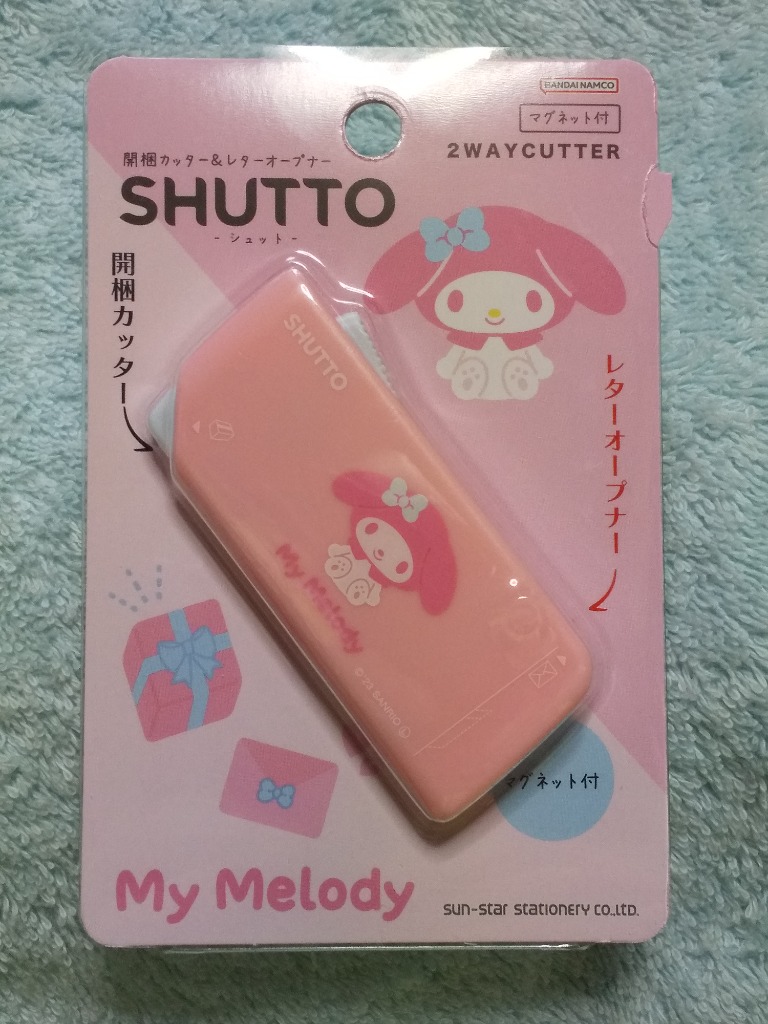 BANDAI NAMCO
マグネット付
2WAYCUTTER
開梱カッター&レターオープナー
SHUTTO
- シュット -
開梱カッター
レターオープナー
SHUTTO
My Melody
© '23 SANRIO Ⓛ
マグネット付
My Melody
sun-star stationery co.,ltd.